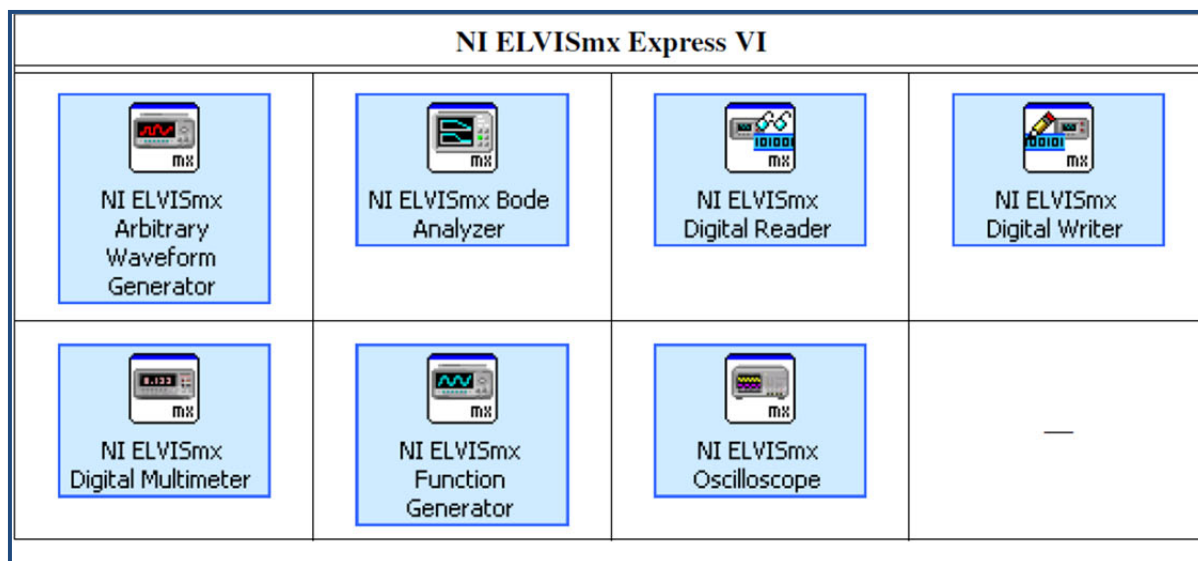 NI ELVISmx Express VI
mx
NI ELVISmx
Arbitrary
Waveform
Generator
mx
NI ELVISmx Bode
Analyzer
101001
mx
NI ELVISmx
Digital Reader
mx
NI ELVISmx
Digital Writer
mx
NI ELVISmx
Digital Multimeter
mx
NI ELVISmx
Function
Generator
mx
NI ELVISmx
Oscilloscope
—